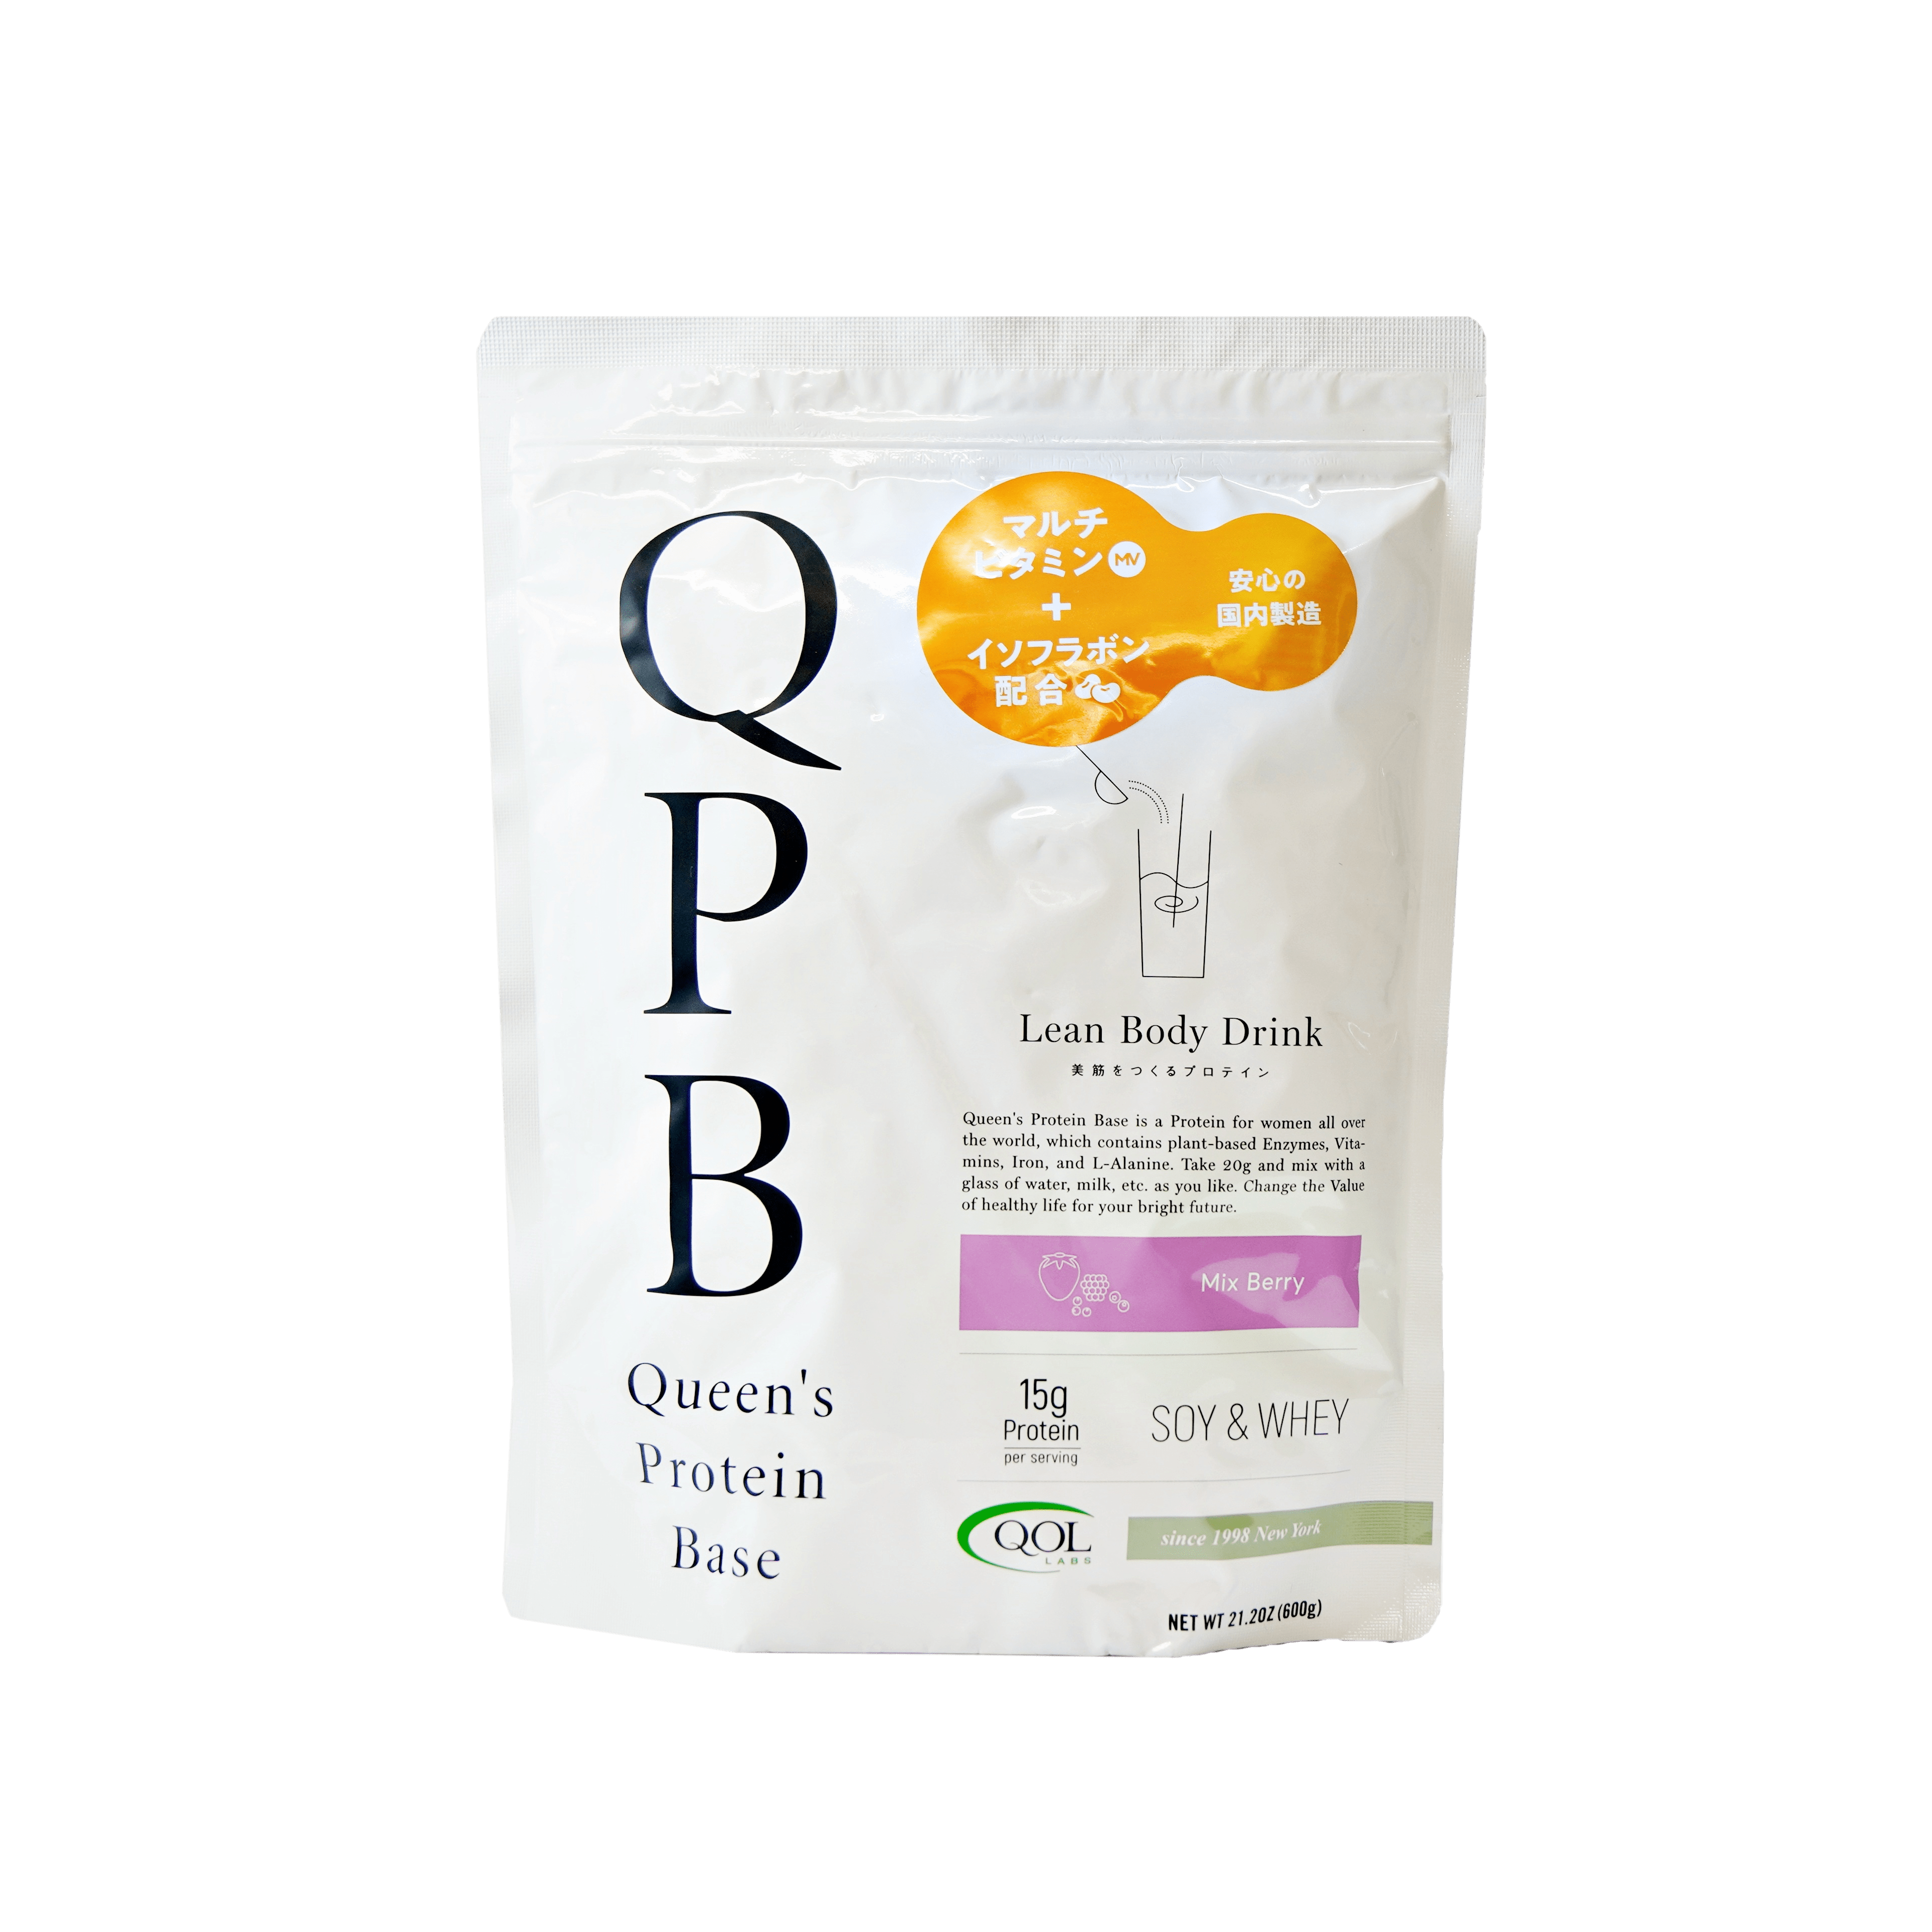 Q
P
B
Queen's
Protein
Base
マルチ
ビタミン MV
+
イソフラボン
配合
安心の
国内製造
Lean Body Drink
美筋をつくるプロテイン
Queen's Protein Base is a Protein for women all over
the world, which contains plant-based Enzymes, Vita-
mins, Iron, and L-Alanine. Take 20g and mix with a
glass of water, milk, etc. as you like. Change the Value
of healthy life for your bright future.
Mix Berry
15g
Protein
per serving
SOY & WHEY
QOL
LABS
since 1998 New York
NET WT 21.2OZ (600g)